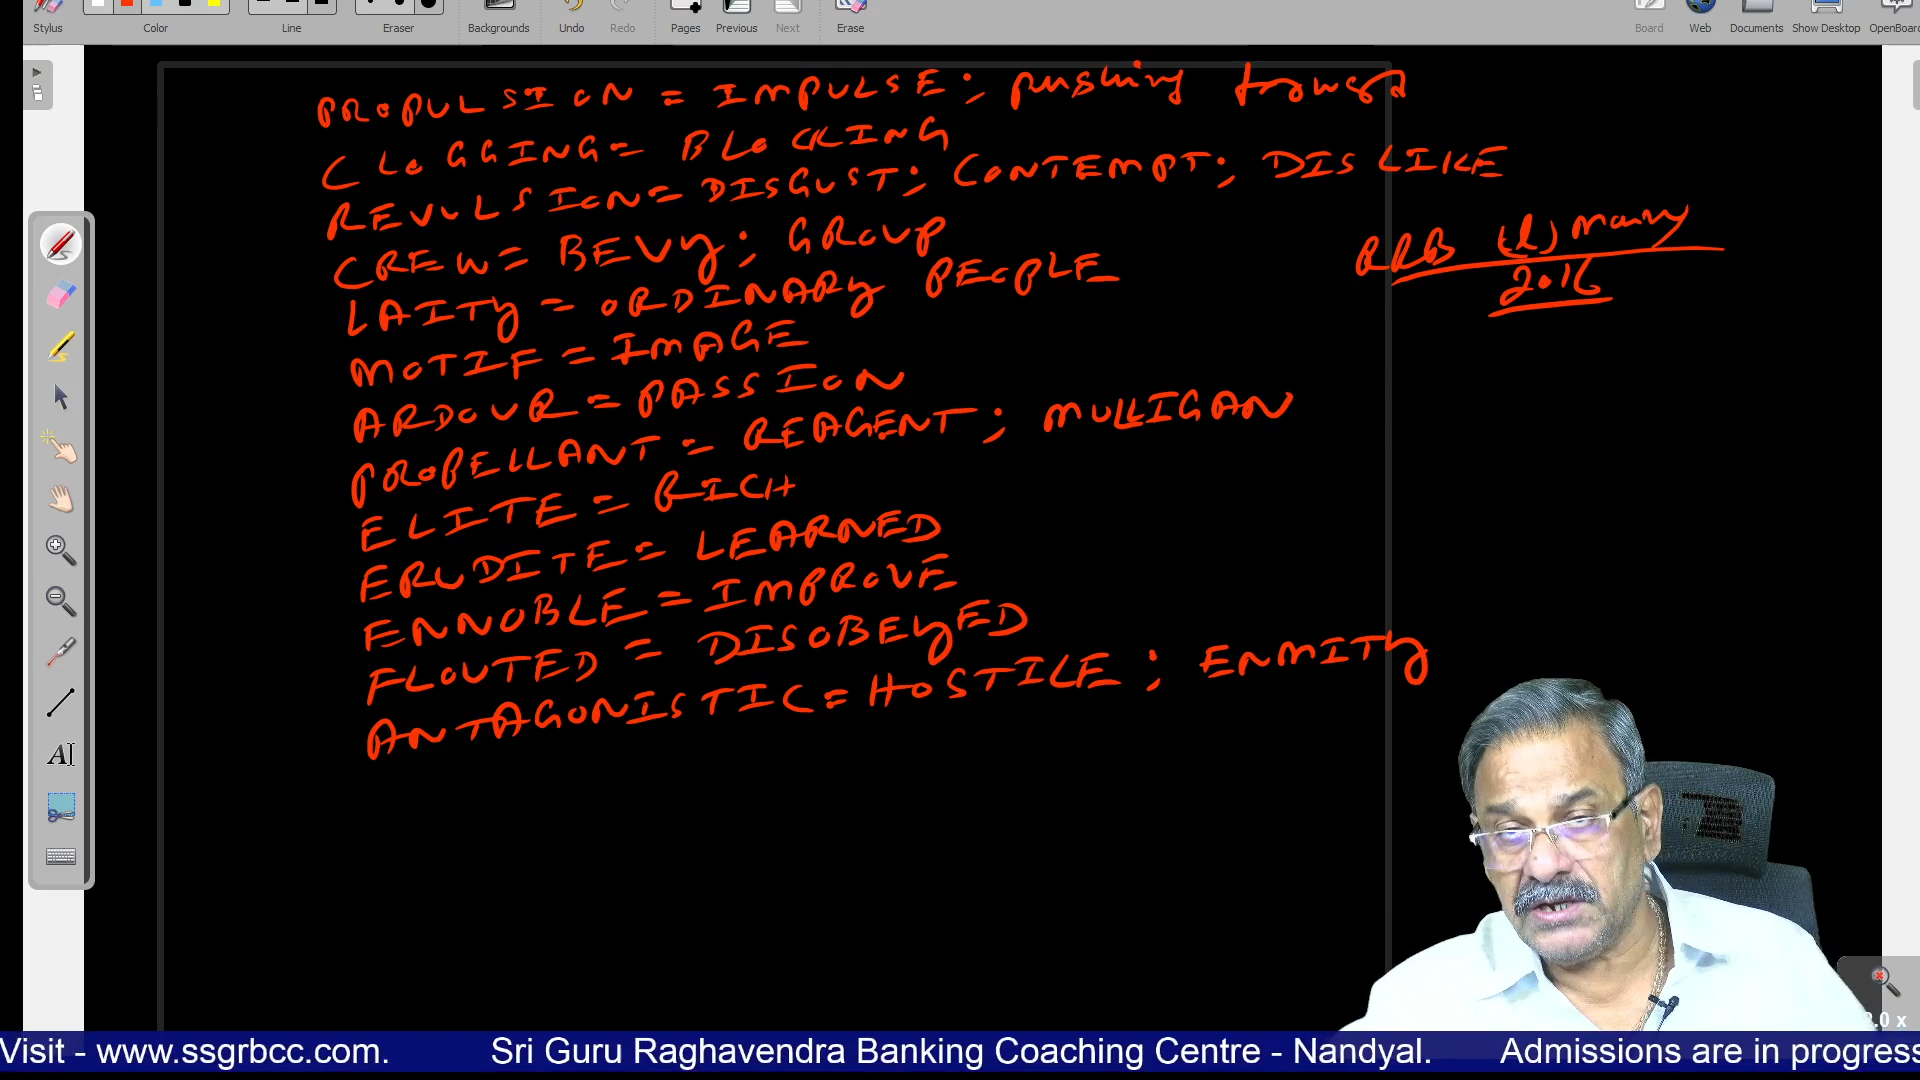 Stylus Color Line Eraser Backgrounds Undo Redo Pages Previous Next Erase Board Web Documents Show Desktop OpenBoard
PROPULSION = IMPULSE; pushing
CLOGGING = BLOCKING
REVULSION = DISGUST; CONTEMPT; DISLIKE
CREW = BEVY; GROUP
LAITY = ORDINARY PEOPLE
MOTIF = IMAGE
ARDOUR = PASSION
PROPELLANT = REAGENT; MULLIGAN
ELITE = RICH
ERUDITE = LEARNED
ENNOBLE = IMPROVE
FLOUTED = DISOBEYED
ANTAGONISTIC = HOSTILE; ENMITY
RRB
2016
.0 x
Visit - www.ssgrbcc.com. Sri Guru Raghavendra Banking Coaching Centre - Nandyal. Admissions are in progress